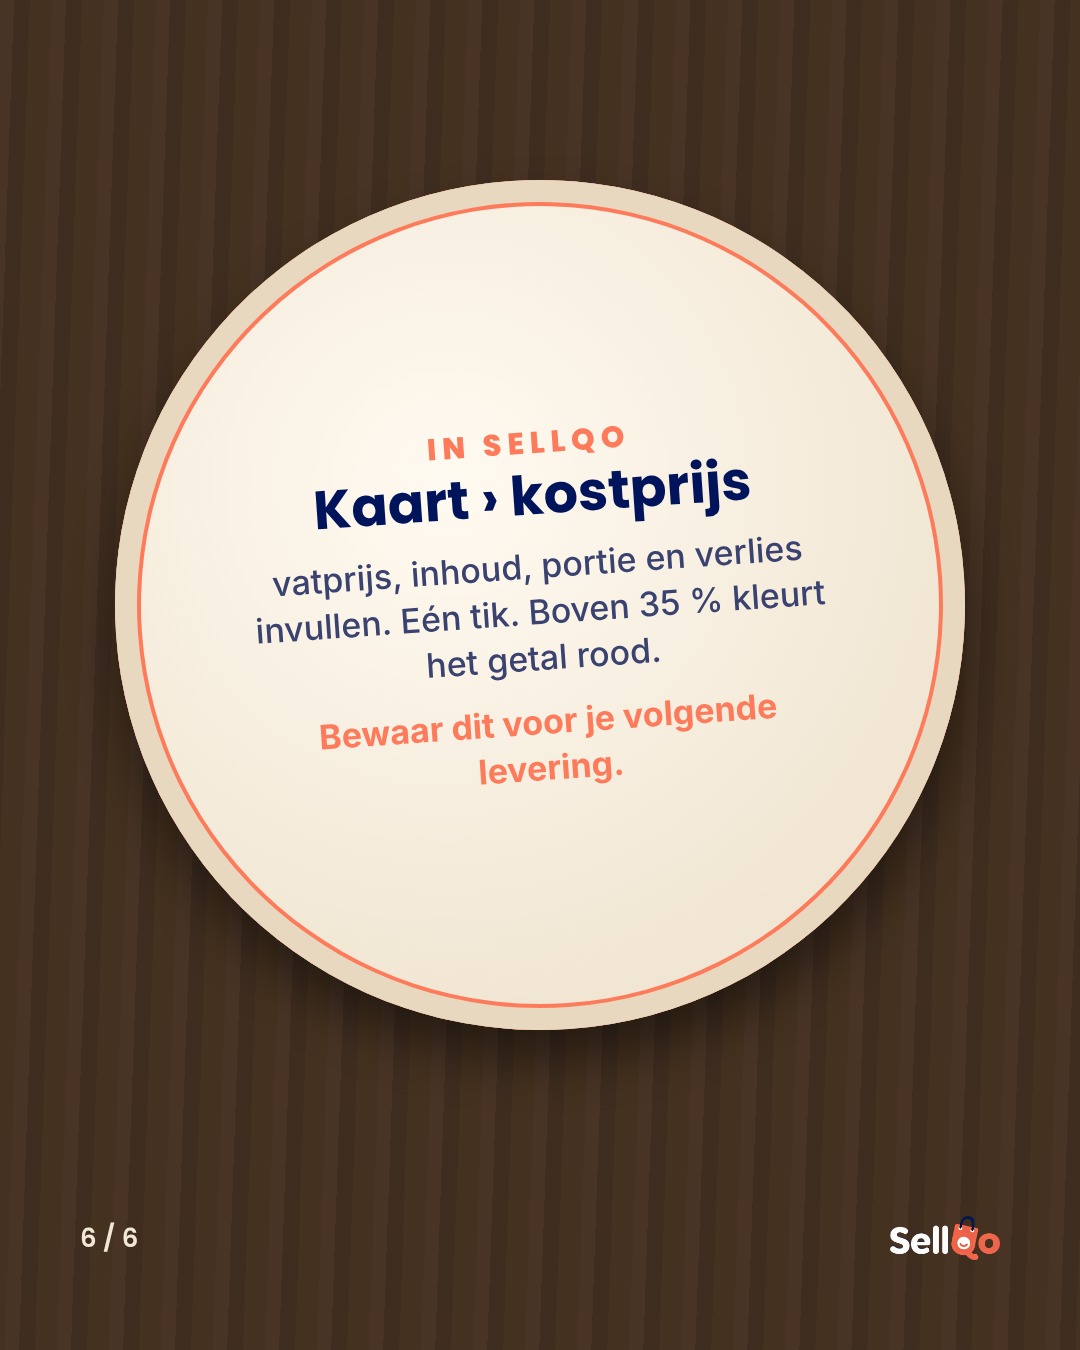 IN SELLQO
Kaart › kostprijs
vatprijs, inhoud, portie en verlies
invullen. Eén tik. Boven 35 % kleurt
het getal rood.
Bewaar dit voor je volgende
levering.
6 / 6
SellQo